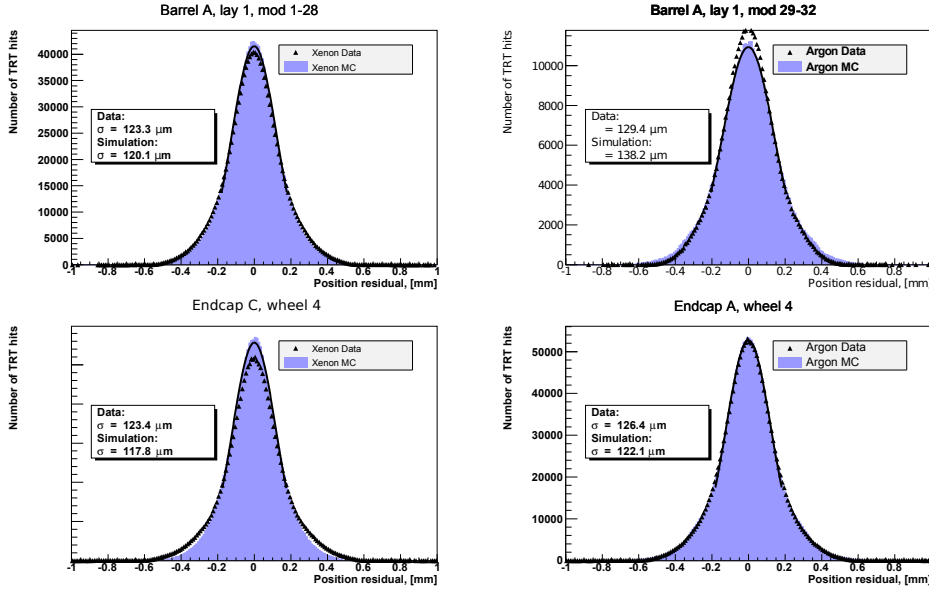 Barrel A, lay 1, mod 1-28
Number of TRT hits
40000
35000
30000
25000
20000
15000
10000
5000
0
Xenon Data
Xenon MC
Data:
σ = 123.3 μm
Simulation:
σ = 120.1 μm
-1 -0.8 -0.6 -0.4 -0.2 0 0.2 0.4 0.6 0.8 1
Position residual, [mm]
Barrel A, lay 1, mod 29-32
Number of TRT hits
10000
8000
6000
4000
2000
0
Argon Data
Argon MC
Data:
= 129.4 μm
Simulation:
= 138.2 μm
-1 -0.8 -0.6 -0.4 -0.2 0 0.2 0.4 0.6 0.8
Position residual, [mm]
Endcap C, wheel 4
Number of TRT hits
Xenon Data
Xenon MC
Data:
σ = 123.4 μm
Simulation:
σ = 117.8 μm
-1 -0.8 -0.6 -0.4 -0.2 0 0.2 0.4 0.6 0.8 1
Position residual, [mm]
Endcap A, wheel 4
Number of TRT hits
50000
40000
30000
20000
10000
0
Argon Data
Argon MC
Data:
σ = 126.4 μm
Simulation:
σ = 122.1 μm
-1 -0.8 -0.6 -0.4 -0.2 0 0.2 0.4 0.6 0.8
Position residual, [mm]